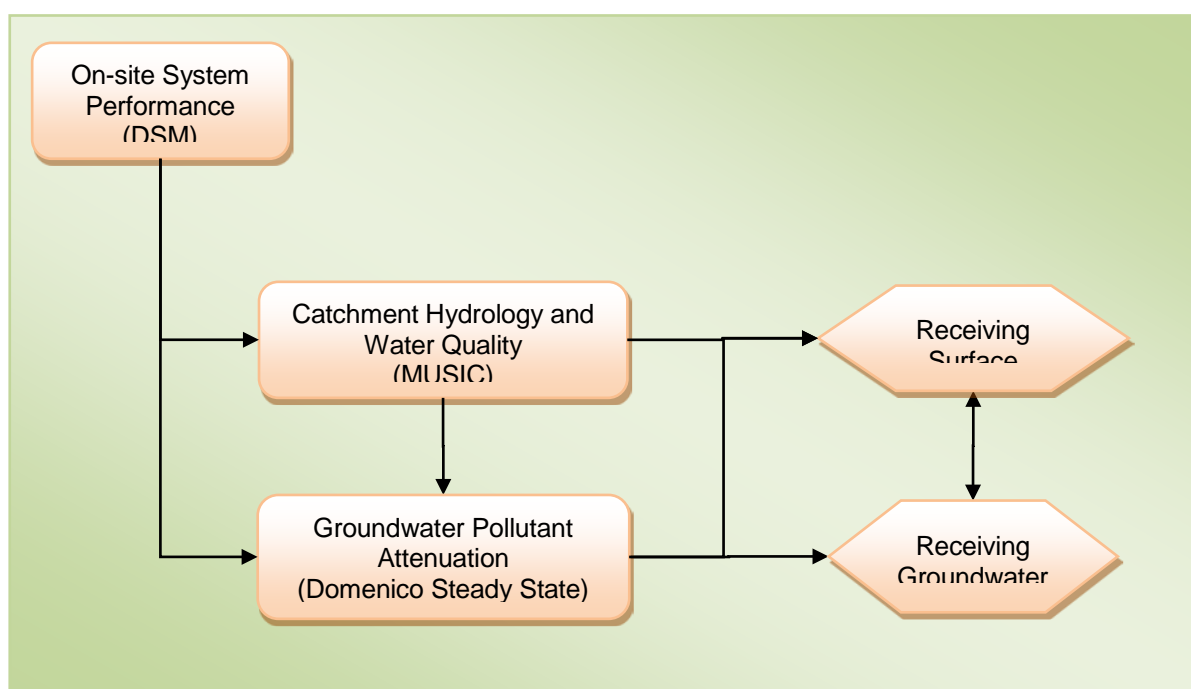 On-site System
Performance
(DSM)
Catchment Hydrology and
Water Quality
(MUSIC)
Groundwater Pollutant
Attenuation
(Domenico Steady State)
Receiving
Surface
Receiving
Groundwater